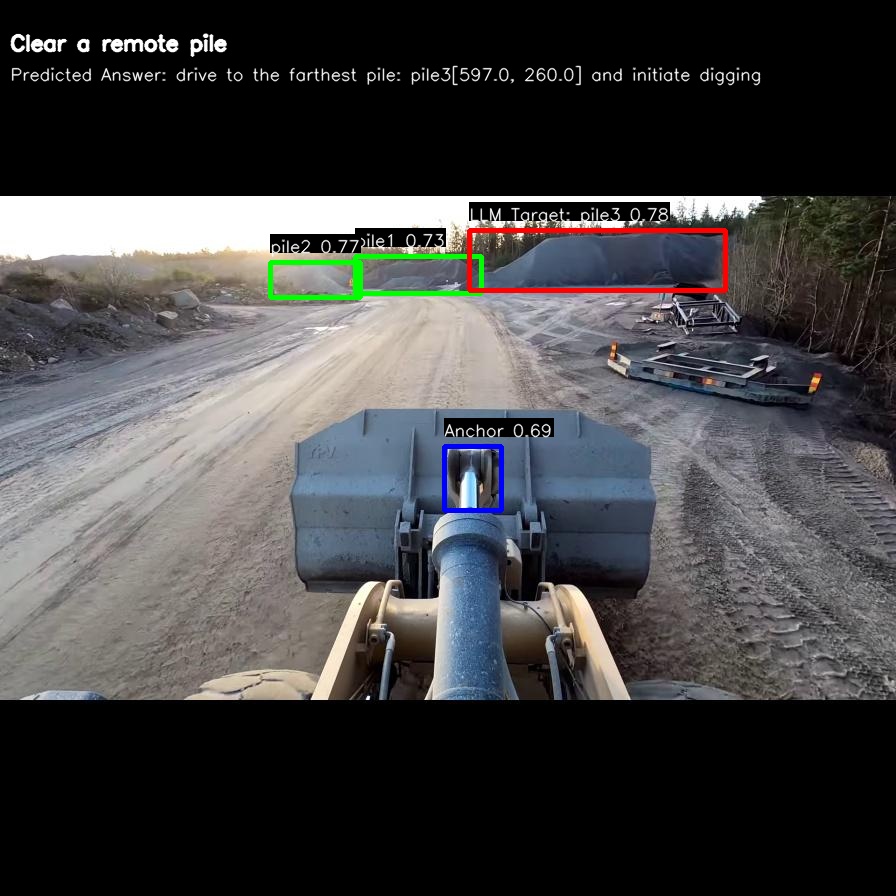 Clear a remote pile
Predicted Answer: drive to the farthest pile: pile3[597.0, 260.0] and initiate digging
LLM Target: pile3 0.78
pile2 0.77
pile1 0.73
Anchor 0.69